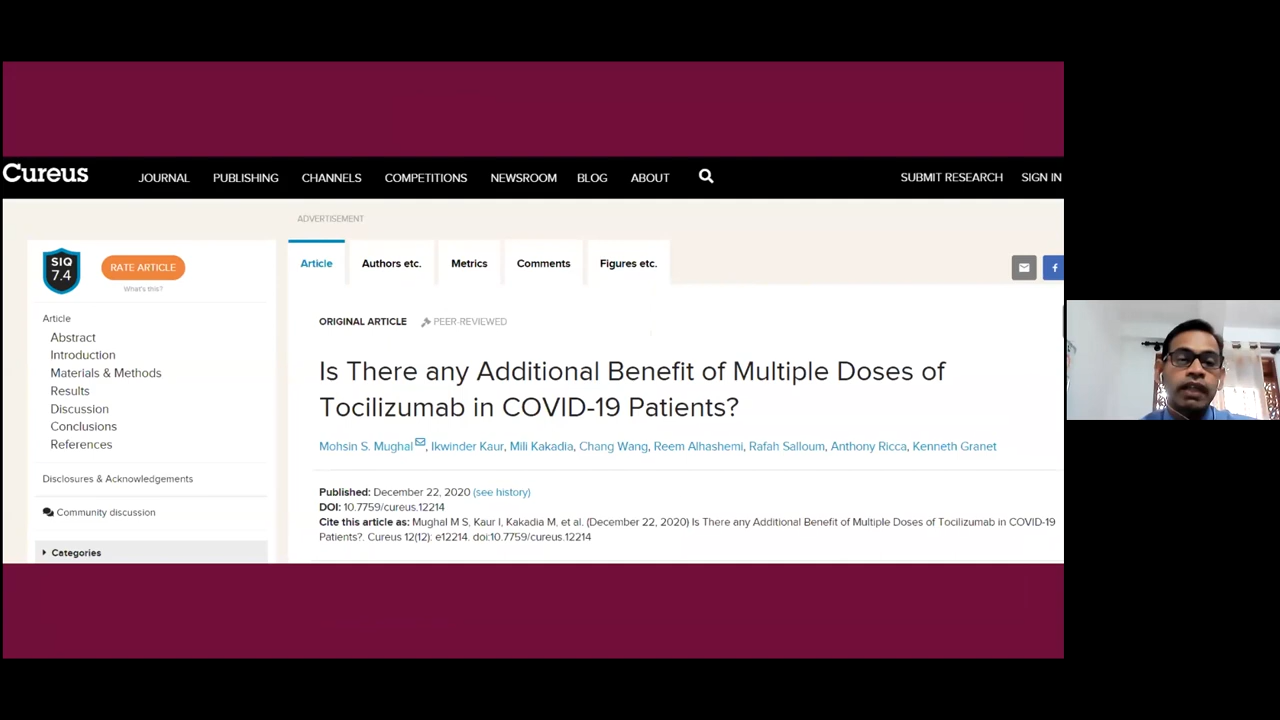 Cureus
JOURNAL PUBLISHING CHANNELS COMPETITIONS NEWSROOM BLOG ABOUT
SUBMIT RESEARCH SIGN IN
ADVERTISEMENT
SIQ
7.4
RATE ARTICLE
What's this?
Article
Abstract
Introduction
Materials & Methods
Results
Discussion
Conclusions
References
Disclosures & Acknowledgements
Community discussion
Categories
Article Authors etc. Metrics Comments Figures etc.
f
ORIGINAL ARTICLE PEER-REVIEWED
Is There any Additional Benefit of Multiple Doses of
Tocilizumab in COVID-19 Patients?
Mohsin S. Mughal, Ikwinder Kaur, Mili Kakadia, Chang Wang, Reem Alhashemi, Rafah Salloum, Anthony Ricca, Kenneth Granet
Published: December 22, 2020 (see history)
DOI: 10.7759/cureus.12214
Cite this article as: Mughal M S, Kaur I, Kakadia M, et al. (December 22, 2020) Is There any Additional Benefit of Multiple Doses of Tocilizumab in COVID-19
Patients?. Cureus 12(12): e12214. doi:10.7759/cureus.12214